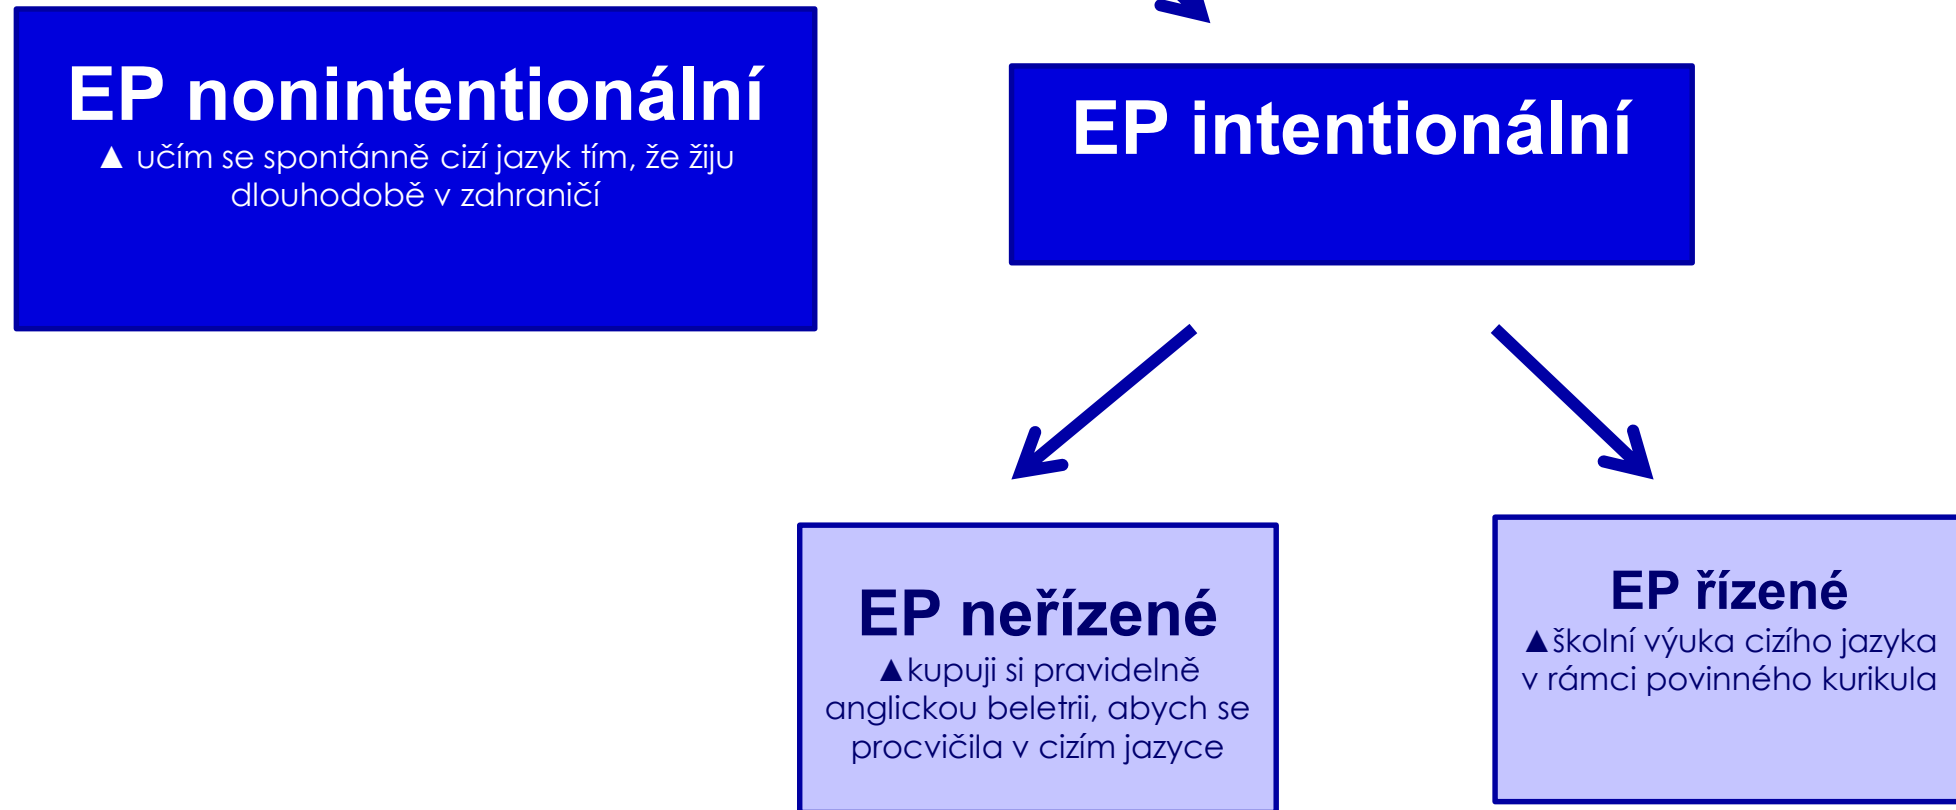 EP nonintentionální
▲ učím se spontánně cizí jazyk tím, že žiju
dlouhodobě v zahraničí
EP intentionální
EP neřízené
▲kupuji si pravidelně
anglickou beletrii, abych se
procvičila v cizím jazyce
EP řízené
▲školní výuka cizího jazyka
v rámci povinného kurikula